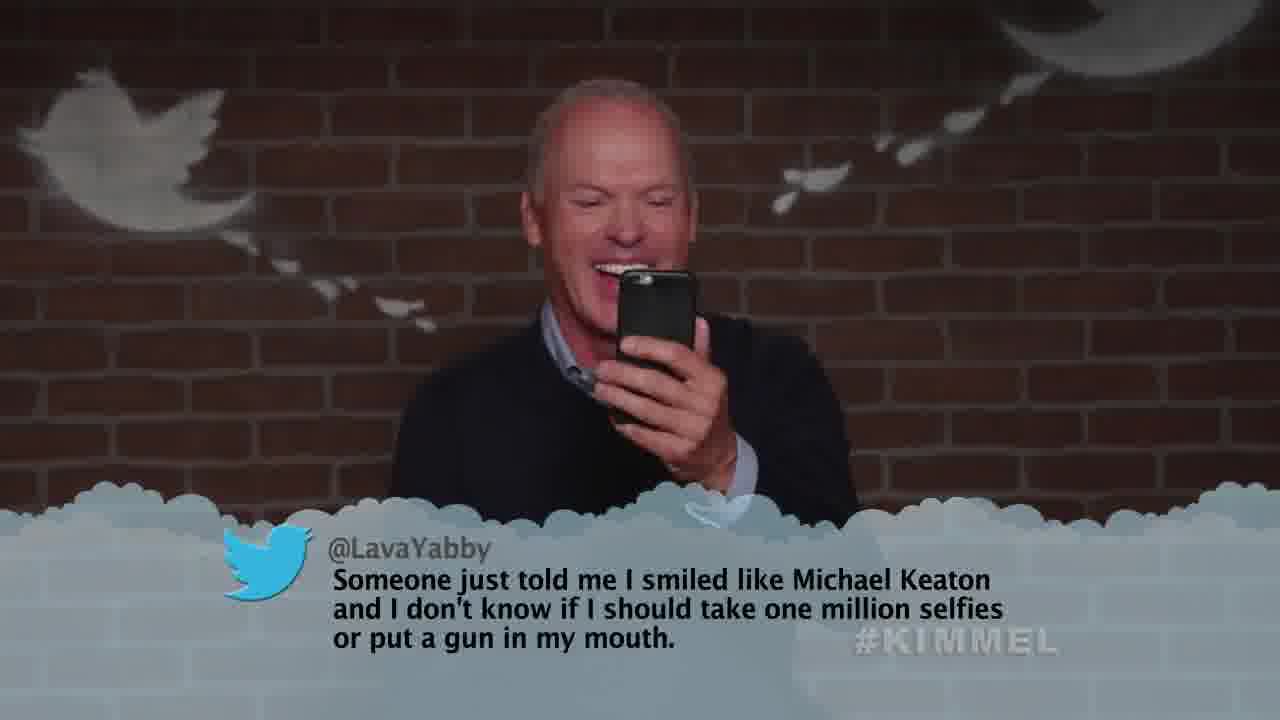 @LavaYabby
Someone just told me I smiled like Michael Keaton
and I don't know if I should take one million selfies
or put a gun in my mouth.
#KIMMEL